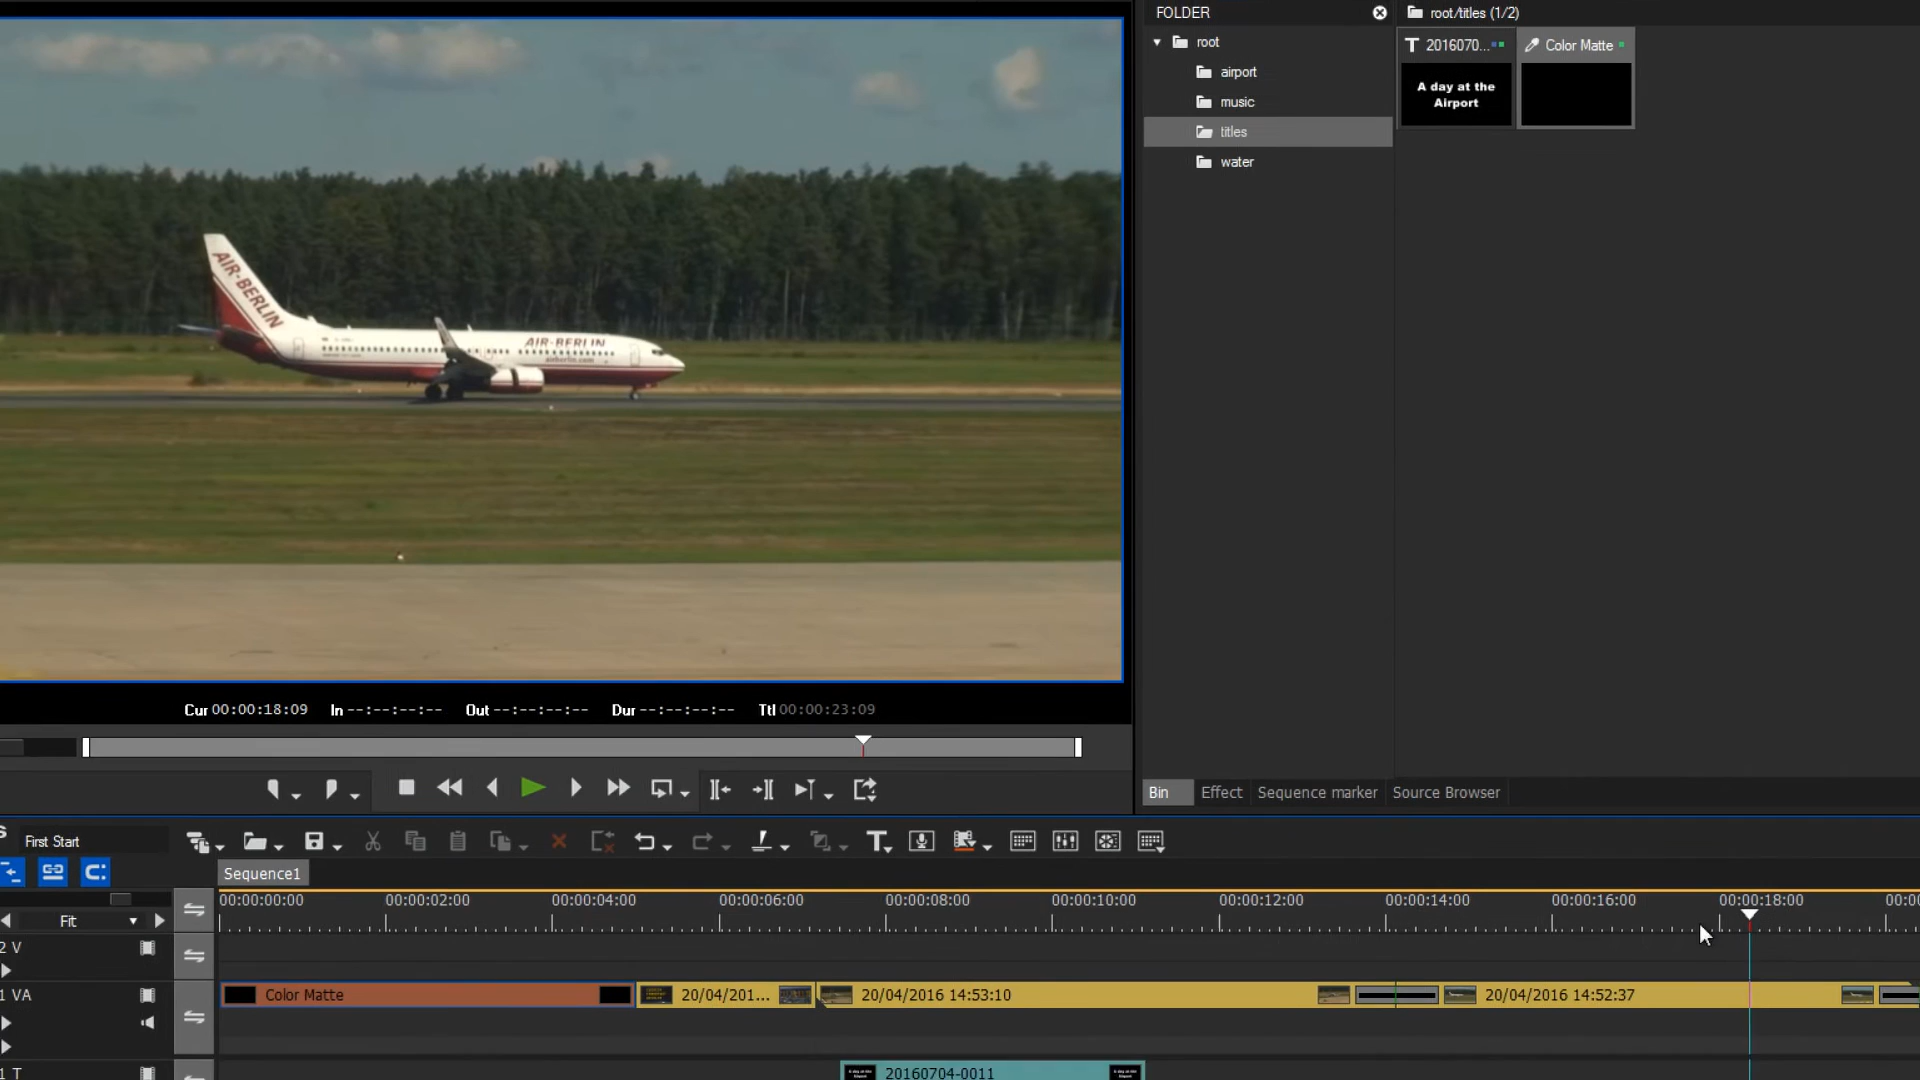 FOLDER
root/titles (1/2)
root
airport
music
titles
water
2016070...
Color Matte
A day at the
Airport
AIR-BERLIN
AIR-BERLIN
airberlin.com
Cur 00:00:18:09 In --:--:--:-- Out --:--:--:-- Dur --:--:--:-- Ttl 00:00:23:09
Bin Effect Sequence marker Source Browser
First Start
Sequence1
00:00:00:00 00:00:02:00 00:00:04:00 00:00:06:00 00:00:08:00 00:00:10:00 00:00:12:00 00:00:14:00 00:00:16:00 00:00:18:00 00:00
Fit
2 V
1 VA
Color Matte
20/04/201...
20/04/2016 14:53:10
20/04/2016 14:52:37
1 T
20160704-0011